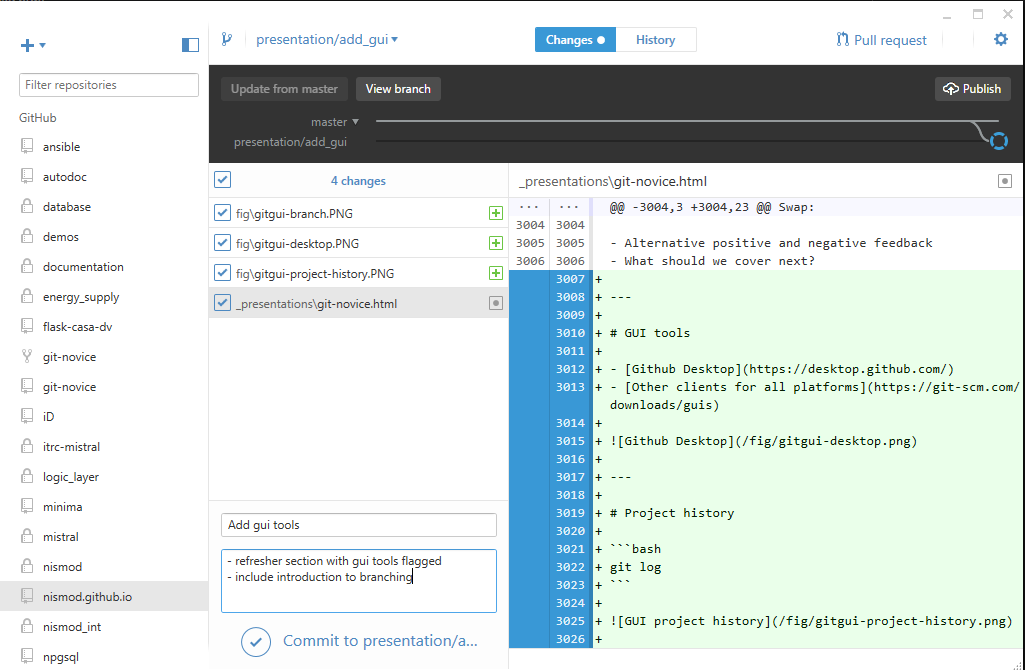 presentation/add_gui
Changes
History
Pull request
Filter repositories
GitHub
ansible
autodoc
database
demos
documentation
energy_supply
flask-casa-dv
git-novice
git-novice
iD
itrc-mistral
logic_layer
minima
mistral
nismod
nismod.github.io
nismod_int
npgsql
Update from master
View branch
Publish
master
presentation/add_gui
4 changes
fig\gitgui-branch.PNG
fig\gitgui-desktop.PNG
fig\gitgui-project-history.PNG
_presentations\git-novice.html
Add gui tools
- refresher section with gui tools flagged
- include introduction to branching
Commit to presentation/a...
_presentations\git-novice.html
... ... @@ -3004,3 +3004,23 @@ Swap:
3004 3004
3005 3005 - Alternative positive and negative feedback
3006 3006 - What should we cover next?
3007 +
3008 + ---
3009 +
3010 + # GUI tools
3011 +
3012 + - [Github Desktop](https://desktop.github.com/)
3013 + - [Other clients for all platforms](https://git-scm.com/
downloads/guis)
3014 +
3015 + ![Github Desktop](/fig/gitgui-desktop.png)
3016 +
3017 + ---
3018 +
3019 + # Project history
3020 +
3021 + ```bash
3022 + git log
3023 + ```
3024 +
3025 + ![GUI project history](/fig/gitgui-project-history.png)
3026 +